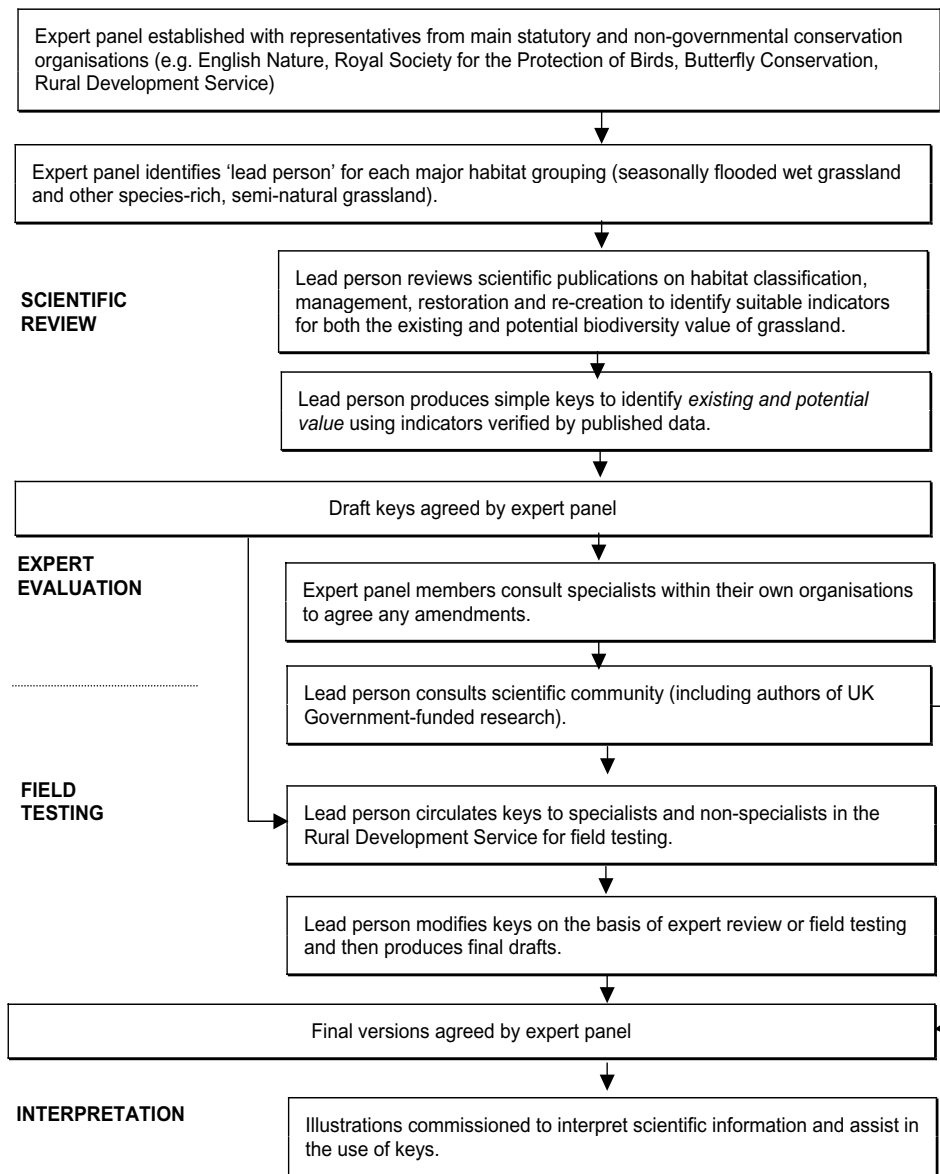 Expert panel established with representatives from main statutory and non-governmental conservation
organisations (e.g. English Nature, Royal Society for the Protection of Birds, Butterfly Conservation,
Rural Development Service)
Expert panel identifies ‘lead person’ for each major habitat grouping (seasonally flooded wet grassland
and other species-rich, semi-natural grassland).
SCIENTIFIC
REVIEW
Lead person reviews scientific publications on habitat classification,
management, restoration and re-creation to identify suitable indicators
for both the existing and potential biodiversity value of grassland.
Lead person produces simple keys to identify existing and potential
value using indicators verified by published data.
Draft keys agreed by expert panel
EXPERT
EVALUATION
Expert panel members consult specialists within their own organisations
to agree any amendments.
Lead person consults scientific community (including authors of UK
Government-funded research).
FIELD
TESTING
Lead person circulates keys to specialists and non-specialists in the
Rural Development Service for field testing.
Lead person modifies keys on the basis of expert review or field testing
and then produces final drafts.
Final versions agreed by expert panel
INTERPRETATION
Illustrations commissioned to interpret scientific information and assist in
the use of keys.